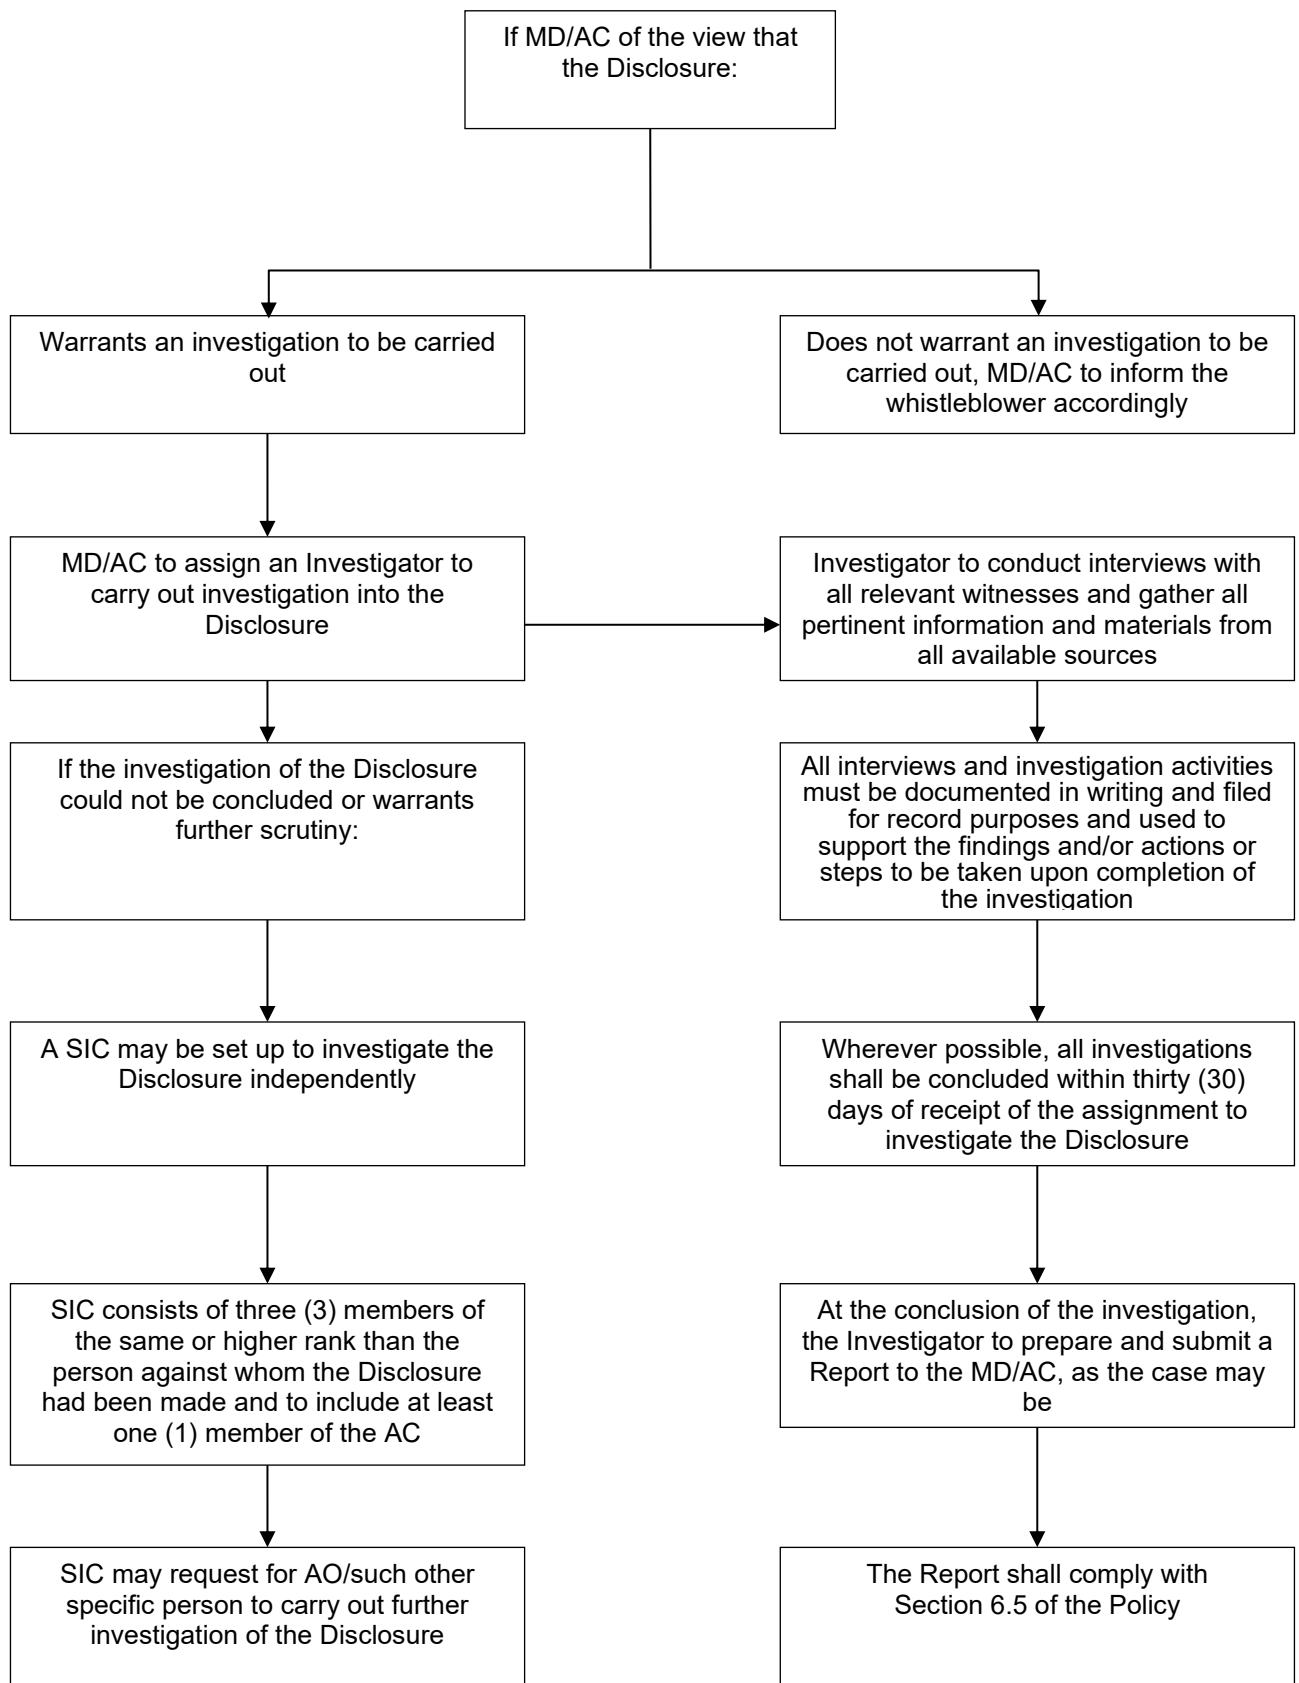 If MD/AC of the view that
the Disclosure:
Warrants an investigation to be carried
out
Does not warrant an investigation to be
carried out, MD/AC to inform the
whistleblower accordingly
MD/AC to assign an Investigator to
carry out investigation into the
Disclosure
Investigator to conduct interviews with
all relevant witnesses and gather all
pertinent information and materials from
all available sources
If the investigation of the Disclosure
could not be concluded or warrants
further scrutiny:
All interviews and investigation activities
must be documented in writing and filed
for record purposes and used to
support the findings and/or actions or
steps to be taken upon completion of
the investigation
A SIC may be set up to investigate the
Disclosure independently
Wherever possible, all investigations
shall be concluded within thirty (30)
days of receipt of the assignment to
investigate the Disclosure
SIC consists of three (3) members of
the same or higher rank than the
person against whom the Disclosure
had been made and to include at least
one (1) member of the AC
At the conclusion of the investigation,
the Investigator to prepare and submit a
Report to the MD/AC, as the case may
be
SIC may request for AO/such other
specific person to carry out further
investigation of the Disclosure
The Report shall comply with
Section 6.5 of the Policy